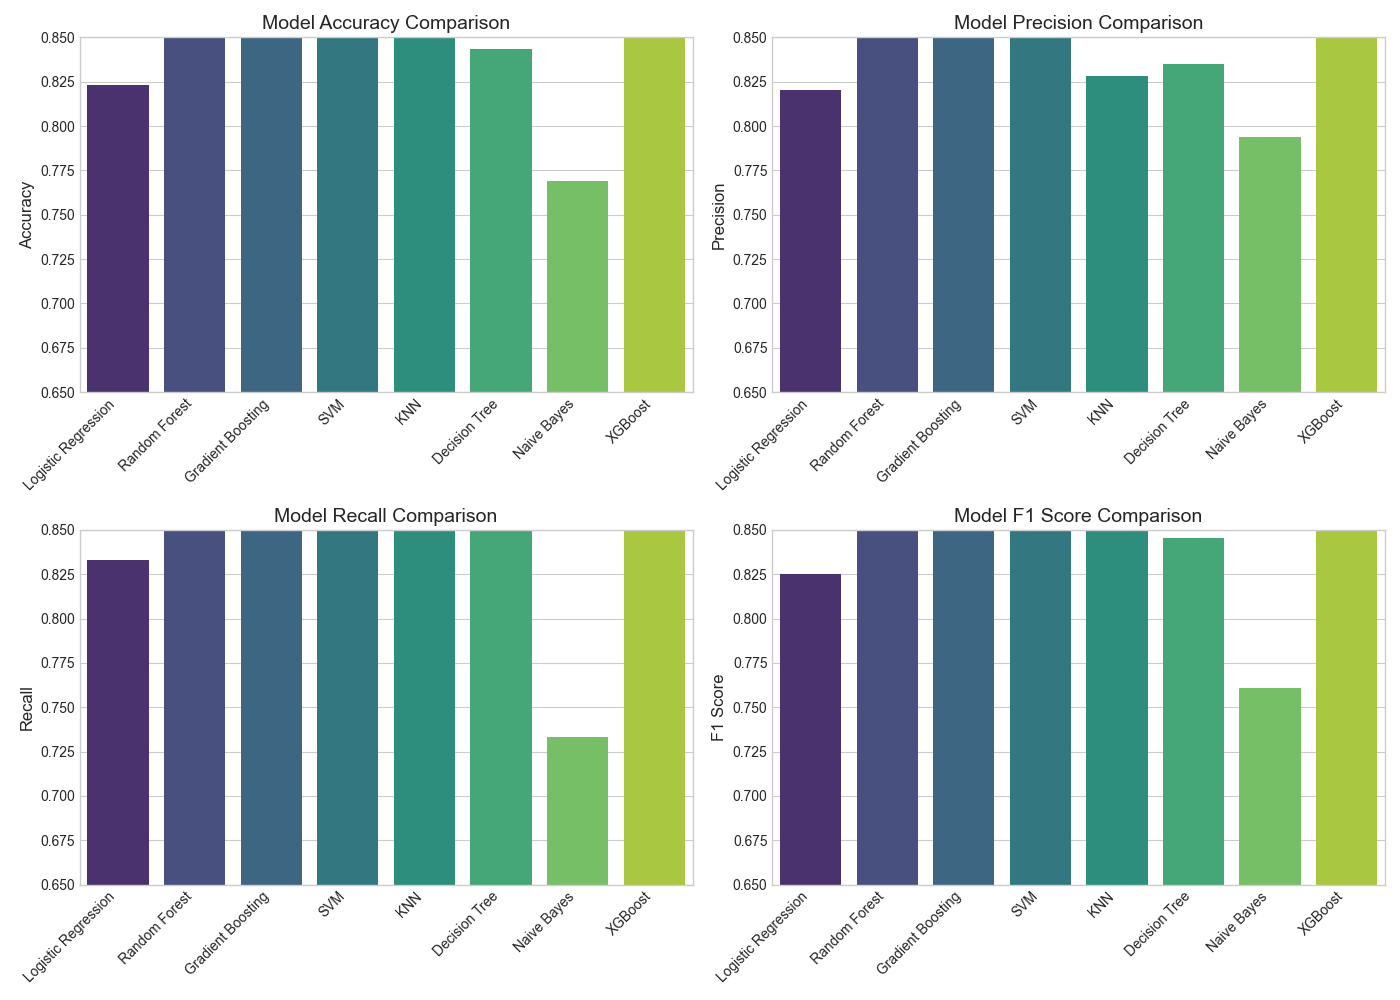 Model Accuracy Comparison
Accuracy
0.850
0.825
0.800
0.775
0.750
0.725
0.700
0.675
0.650
Logistic Regression
Random Forest
Gradient Boosting
SVM
KNN
Decision Tree
Naive Bayes
XGBoost
Model Precision Comparison
Precision
0.850
0.825
0.800
0.775
0.750
0.725
0.700
0.675
0.650
Logistic Regression
Random Forest
Gradient Boosting
SVM
KNN
Decision Tree
Naive Bayes
XGBoost
Model Recall Comparison
Recall
0.850
0.825
0.800
0.775
0.750
0.725
0.700
0.675
0.650
Logistic Regression
Random Forest
Gradient Boosting
SVM
KNN
Decision Tree
Naive Bayes
XGBoost
Model F1 Score Comparison
F1 Score
0.850
0.825
0.800
0.775
0.750
0.725
0.700
0.675
0.650
Logistic Regression
Random Forest
Gradient Boosting
SVM
KNN
Decision Tree
Naive Bayes
XGBoost